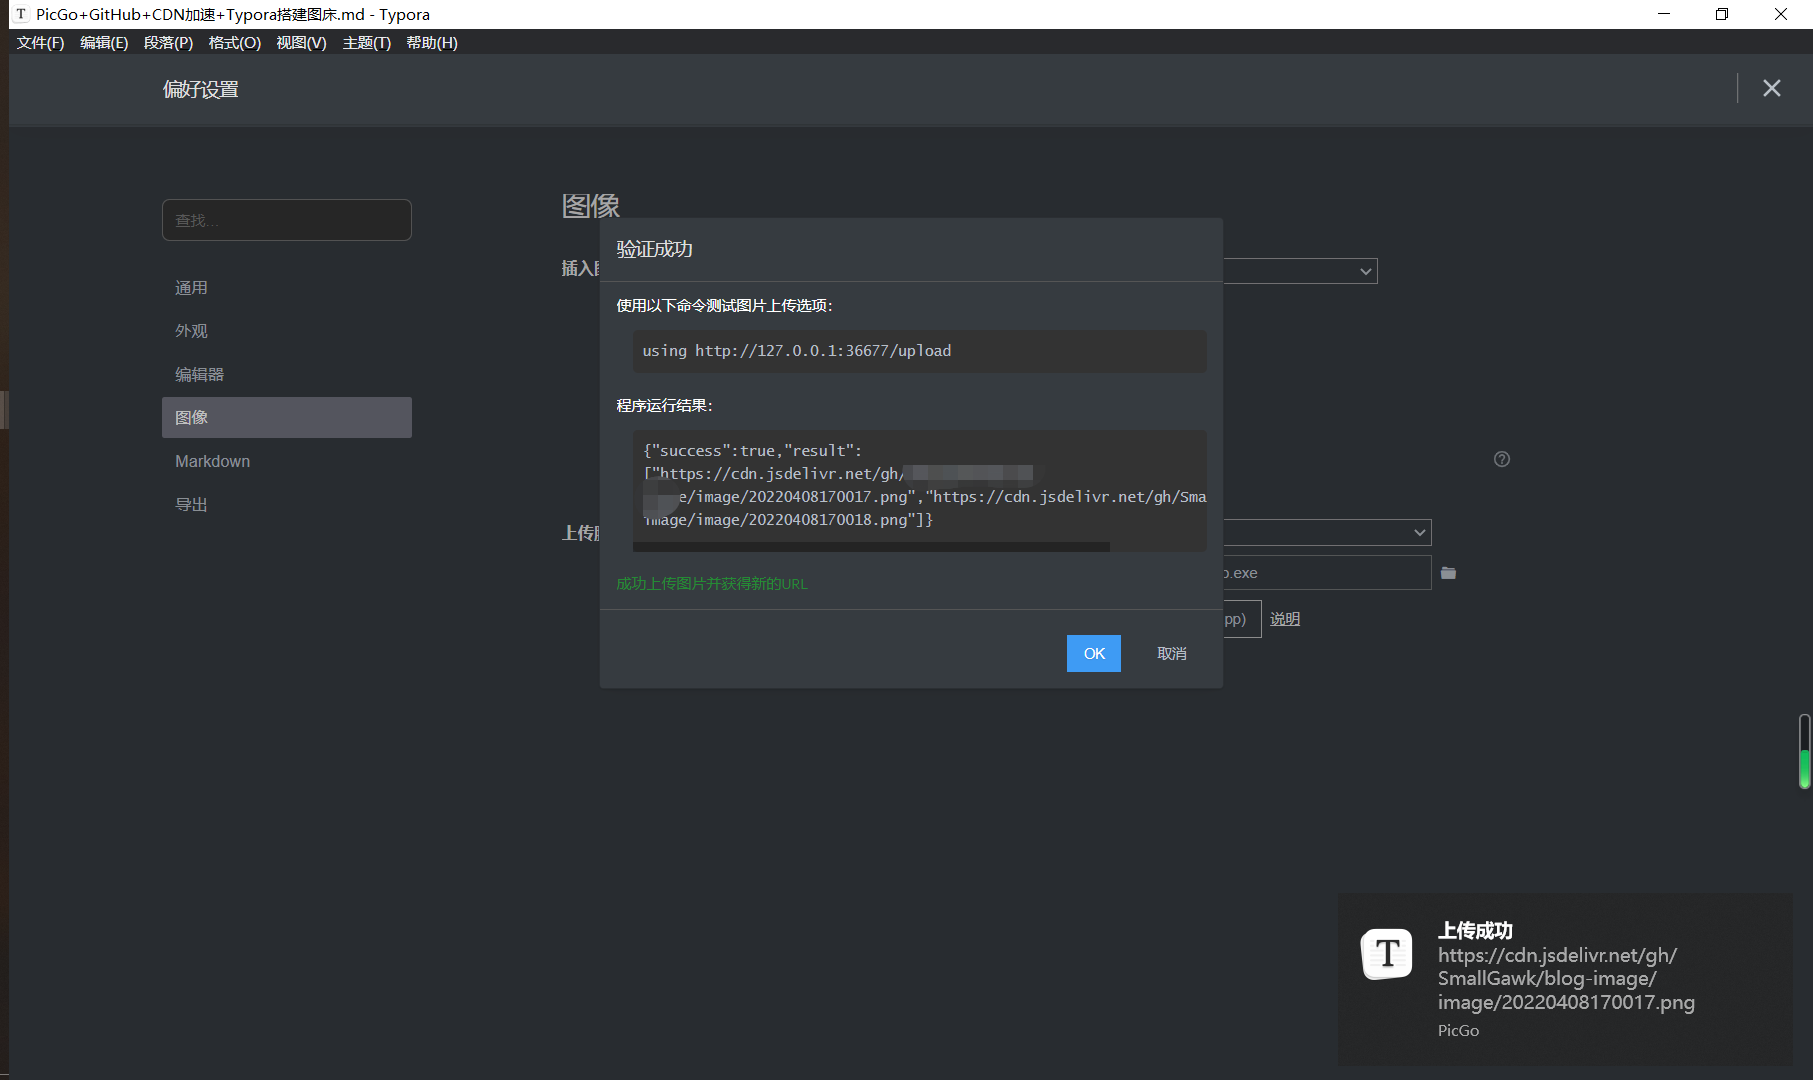 PicGo+GitHub+CDN加速+Typora搭建图床.md - Typora
文件(F) 编辑(E) 段落(P) 格式(O) 视图(V) 主题(T) 帮助(H)
偏好设置
查找...
通用
外观
编辑器
图像
Markdown
导出
图像
插入
上传
验证成功
使用以下命令测试图片上传选项：
using http://127.0.0.1:36677/upload
程序运行结果：
{"success":true,"result":
["https://cdn.jsdelivr.net/gh/
e/image/20220408170017.png","https://cdn.jsdelivr.net/gh/Sma
image/image/20220408170018.png"]}
成功上传图片并获得新的URL
OK 取消
.exe
pp) 说明
上传成功
https://cdn.jsdelivr.net/gh/
SmallGawk/blog-image/
image/20220408170017.png
PicGo